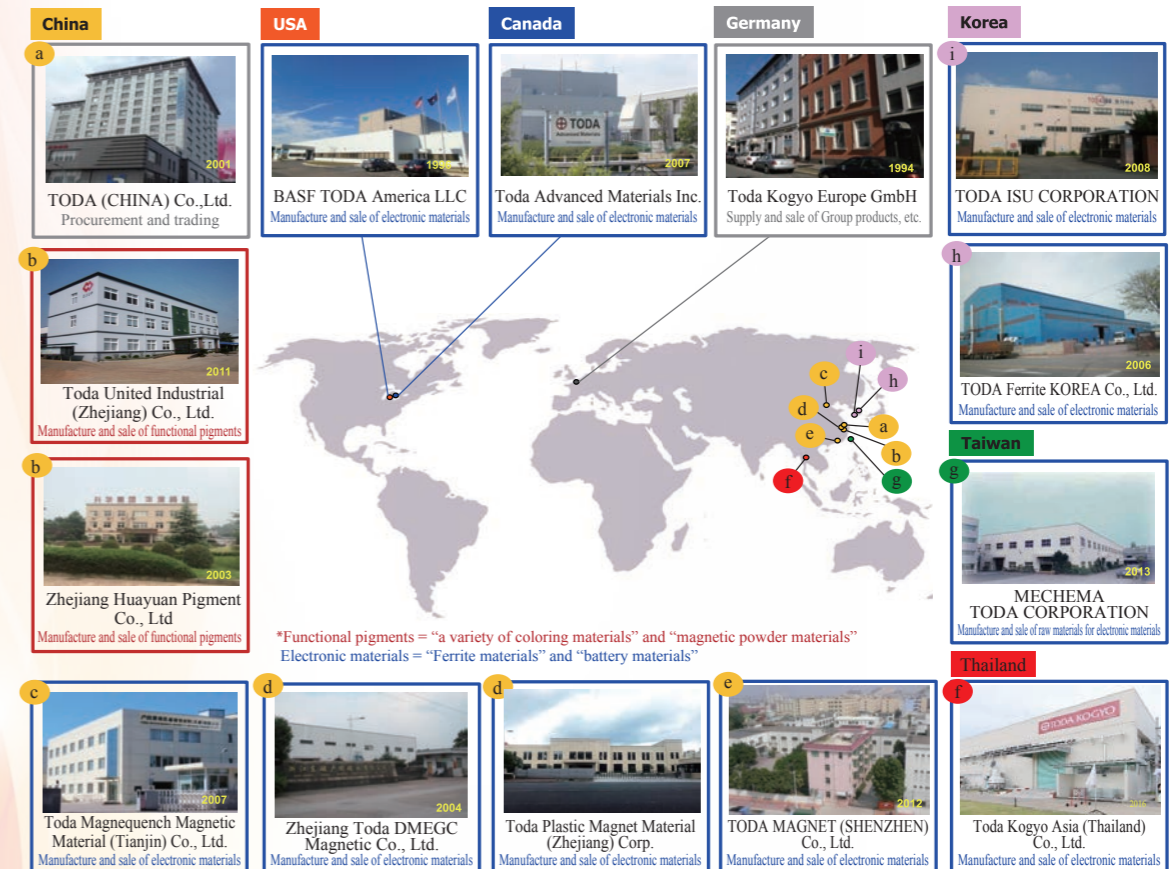 China
USA
Canada
Germany
Korea
a
2001
TODA (CHINA) Co.,Ltd.
Procurement and trading
BASF TODA America LLC
Manufacture and sale of electronic materials
TODA
Advanced Materials
2007
Toda Advanced Materials Inc.
Manufacture and sale of electronic materials
1994
Toda Kogyo Europe GmbH
Supply and sale of Group products, etc.
i
2008
TODA ISU CORPORATION
Manufacture and sale of electronic materials
b
2011
Toda United Industrial
(Zhejiang) Co., Ltd.
Manufacture and sale of functional pigments
h
2006
TODA Ferrite KOREA Co., Ltd.
Manufacture and sale of electronic materials
b
2003
Zhejiang Huayuan Pigment
Co., Ltd
Manufacture and sale of functional pigments
i
c
h
d
a
e
b
f
g
Taiwan
g
2013
MECHEMA
TODA CORPORATION
Manufacture and sale of raw materials for electronic materials
*Functional pigments = “a variety of coloring materials” and “magnetic powder materials”
Electronic materials = “Ferrite materials” and “battery materials”
c
2007
Toda Magnequench Magnetic
Material (Tianjin) Co., Ltd.
Manufacture and sale of electronic materials
d
2004
Zhejiang Toda DMEGC
Magnetic Co., Ltd.
Manufacture and sale of electronic materials
d
Toda Plastic Magnet Material
(Zhejiang) Corp.
Manufacture and sale of electronic materials
e
2012
TODA MAGNET (SHENZHEN)
Co., Ltd.
Manufacture and sale of electronic materials
Thailand
f
TODA KOGYO
Toda Kogyo Asia (Thailand)
Co., Ltd.
Manufacture and sale of electronic materials